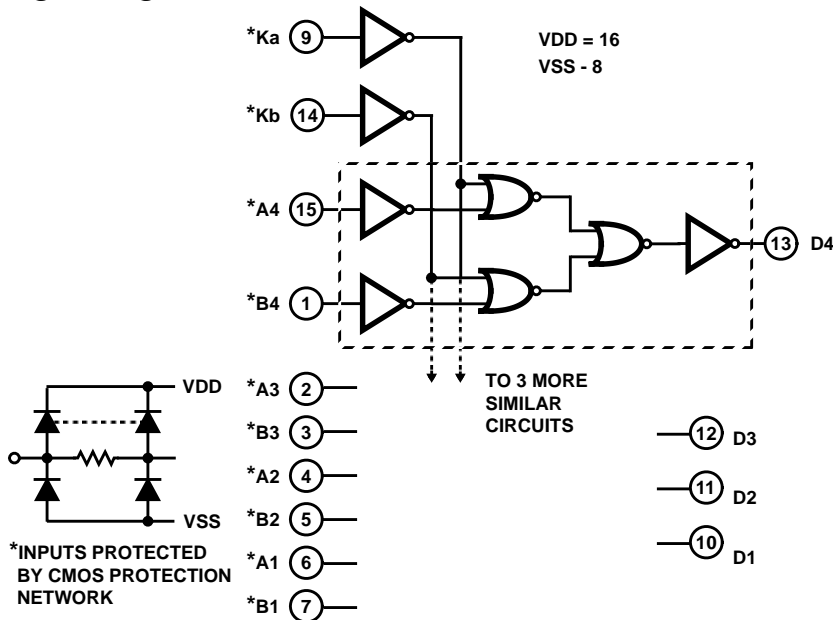 *Ka 9
VDD = 16
VSS - 8
*Kb 14
*A4 15
13 D4
*B4 1
TO 3 MORE
SIMILAR
CIRCUITS
VDD
VSS
*INPUTS PROTECTED
BY CMOS PROTECTION
NETWORK
*A3 2
*B3 3
*A2 4
*B2 5
*A1 6
*B1 7
12 D3
11 D2
10 D1